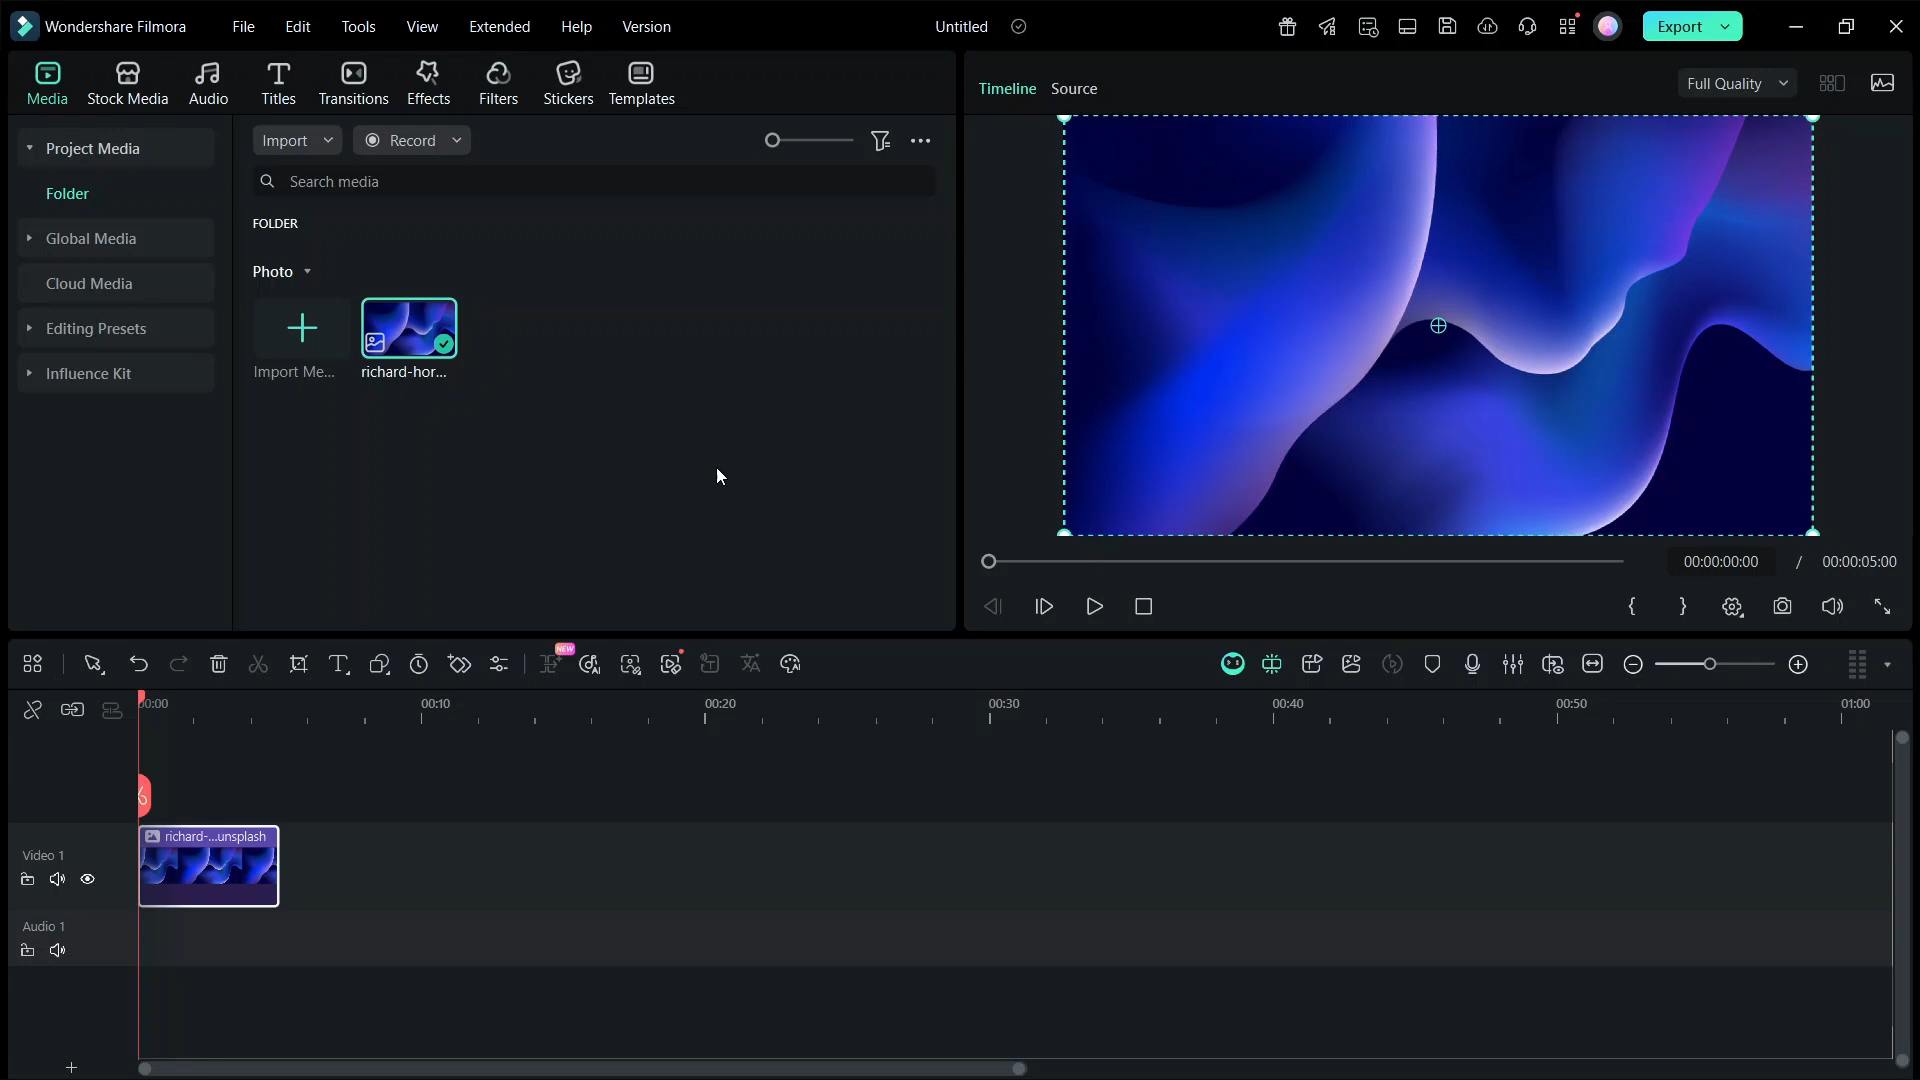 Wondershare Filmora File Edit Tools View Extended Help Version Untitled Export
Media Stock Media Audio Titles Transitions Effects Filters Stickers Templates
Timeline Source Full Quality
Project Media
Folder
Global Media
Cloud Media
Editing Presets
Influence Kit
Import Record
Search media
FOLDER
Photo
Import Me... richard-hor...
00:00:00:00 / 00:00:05:00
NEW
00:00 00:10 00:20 00:30 00:40 00:50 01:00
richard-...unsplash
Video 1
Audio 1